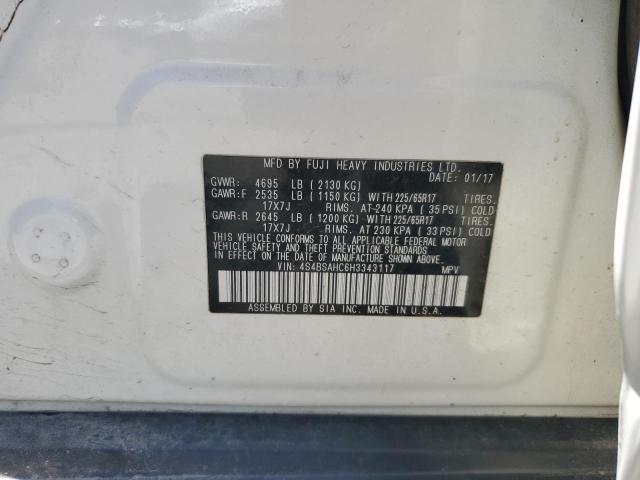 MFD BY FUJI HEAVY INDUSTRIES LTD.
DATE: 01/17
GVWR: 4695 LB ( 2130 KG)
GAWR:F 2535 LB ( 1150 KG) WITH 225/65R17 TIRES.
17X7J RIMS. AT 240 KPA ( 35 PSI) COLD
GAWR:R 2645 LB ( 1200 KG) WITH 225/65R17 TIRES.
17X7J RIMS. AT 230 KPA ( 33 PSI) COLD
THIS VEHICLE CONFORMS TO ALL APPLICABLE FEDERAL MOTOR
VEHICLE SAFETY AND THEFT PREVENTION STANDARDS
IN EFFECT ON THE DATE OF MANUFACTURE SHOWN ABOVE.
VIN: 4S4BSAHC6H3343117 MPV
ASSEMBLED BY SIA INC. MADE IN U.S.A.